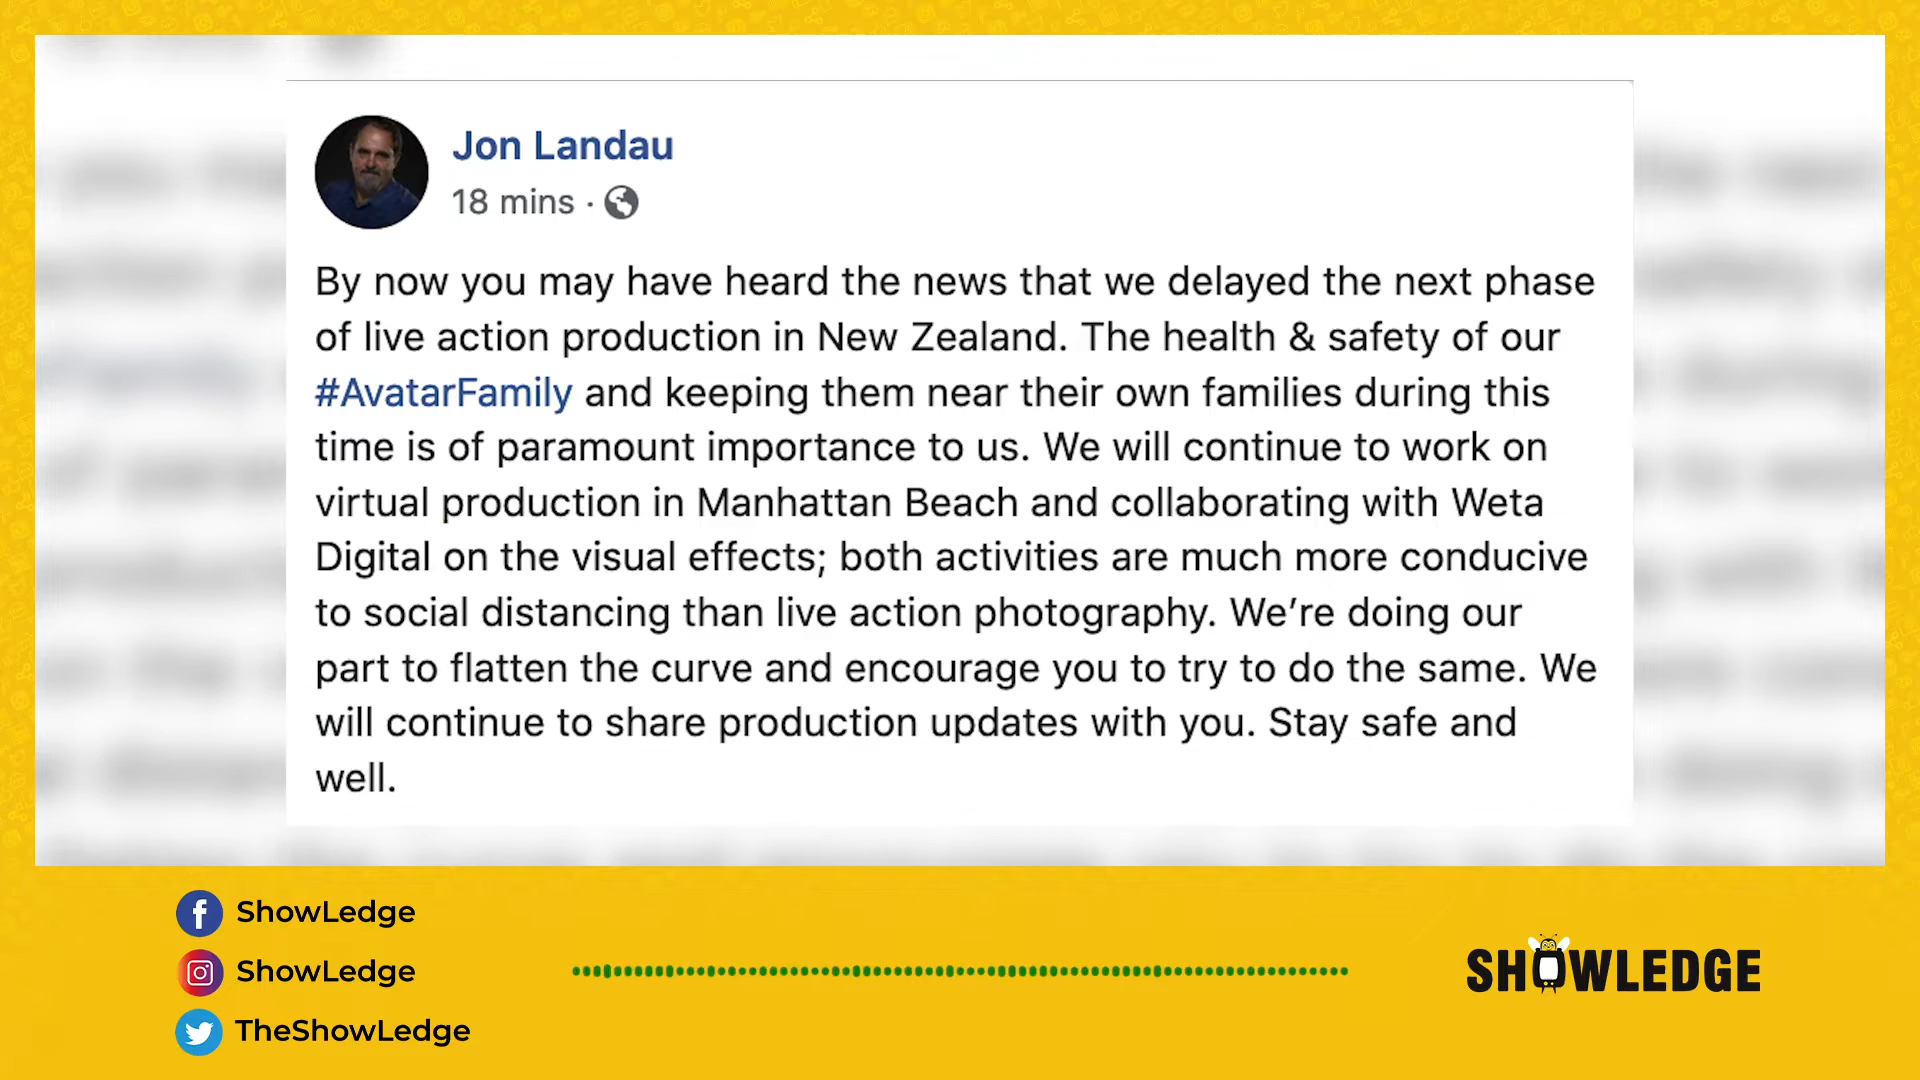 Jon Landau
18 mins ·
By now you may have heard the news that we delayed the next phase
of live action production in New Zealand. The health & safety of our
#AvatarFamily and keeping them near their own families during this
time is of paramount importance to us. We will continue to work on
virtual production in Manhattan Beach and collaborating with Weta
Digital on the visual effects; both activities are much more conducive
to social distancing than live action photography. We’re doing our
part to flatten the curve and encourage you to try to do the same. We
will continue to share production updates with you. Stay safe and
well.
ShowLedge
ShowLedge
TheShowLedge
SHOWLEDGE